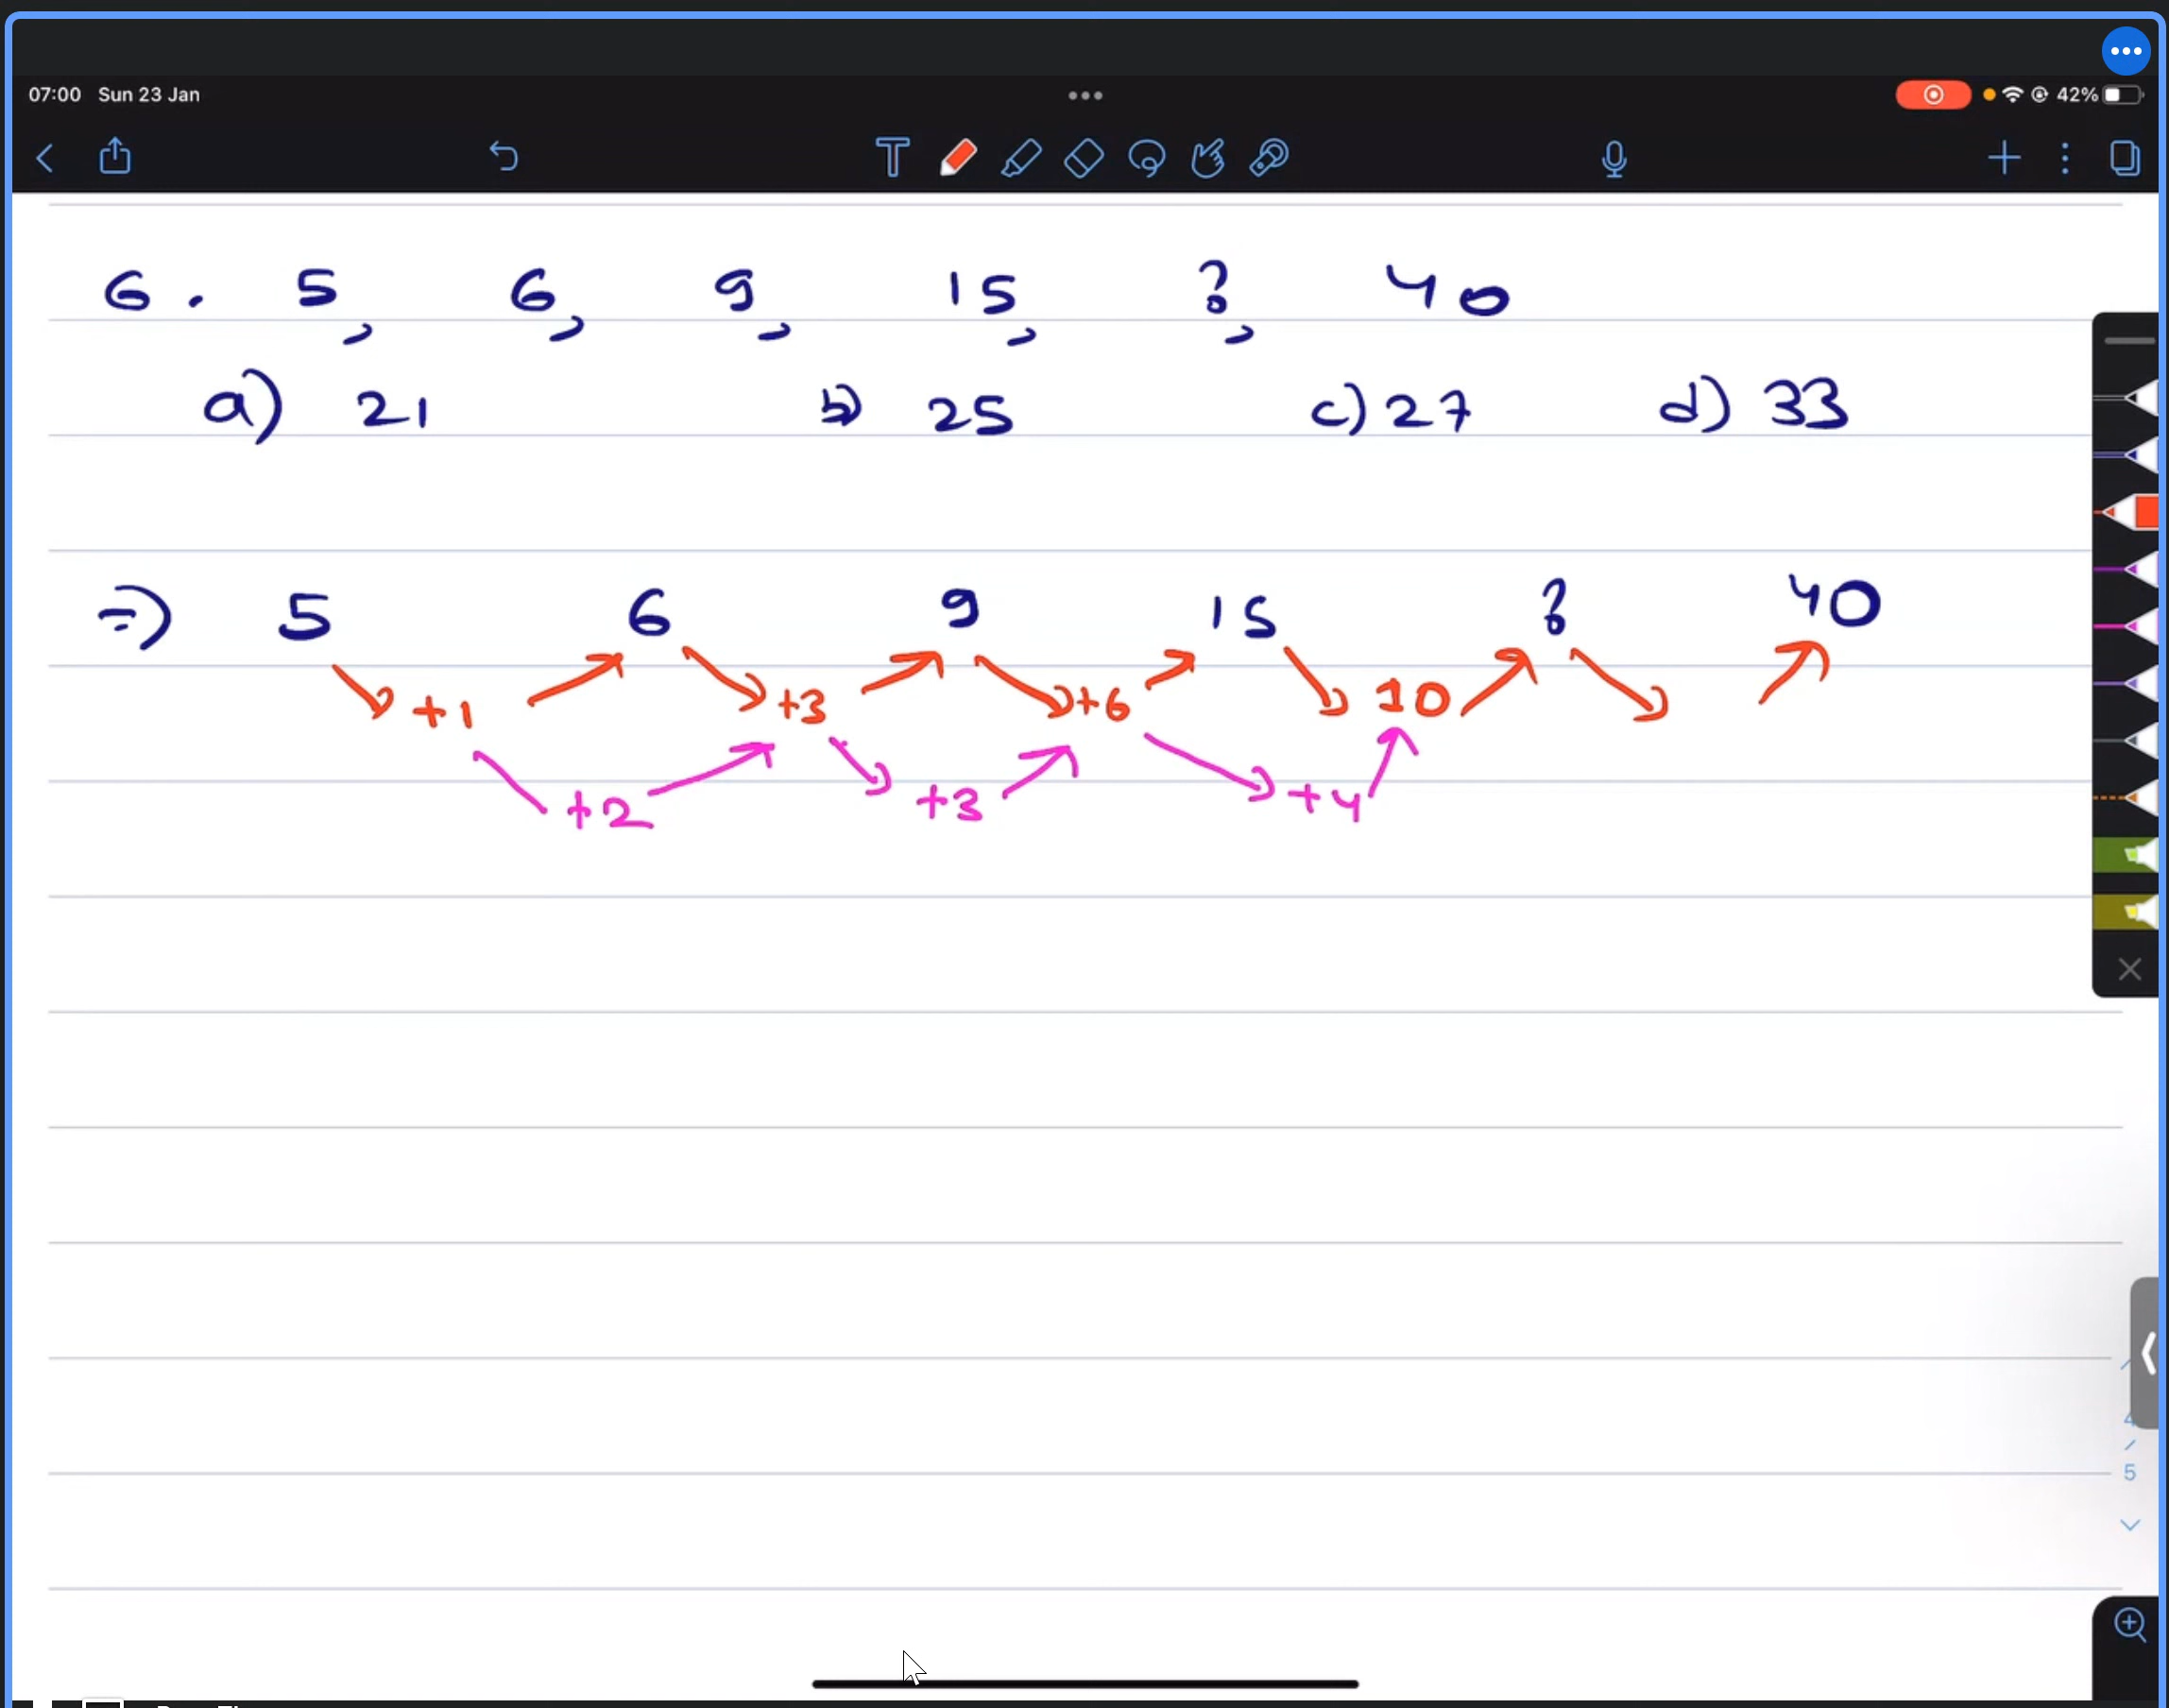 07:00 Sun 23 Jan 42%
6. 5, 6, 9, 15, ?, 40
a) 21 b) 25 c) 27 d) 33
=) 5 6 9 15 ? 40
+1 +3 +6 10
+2 +3 +4
5